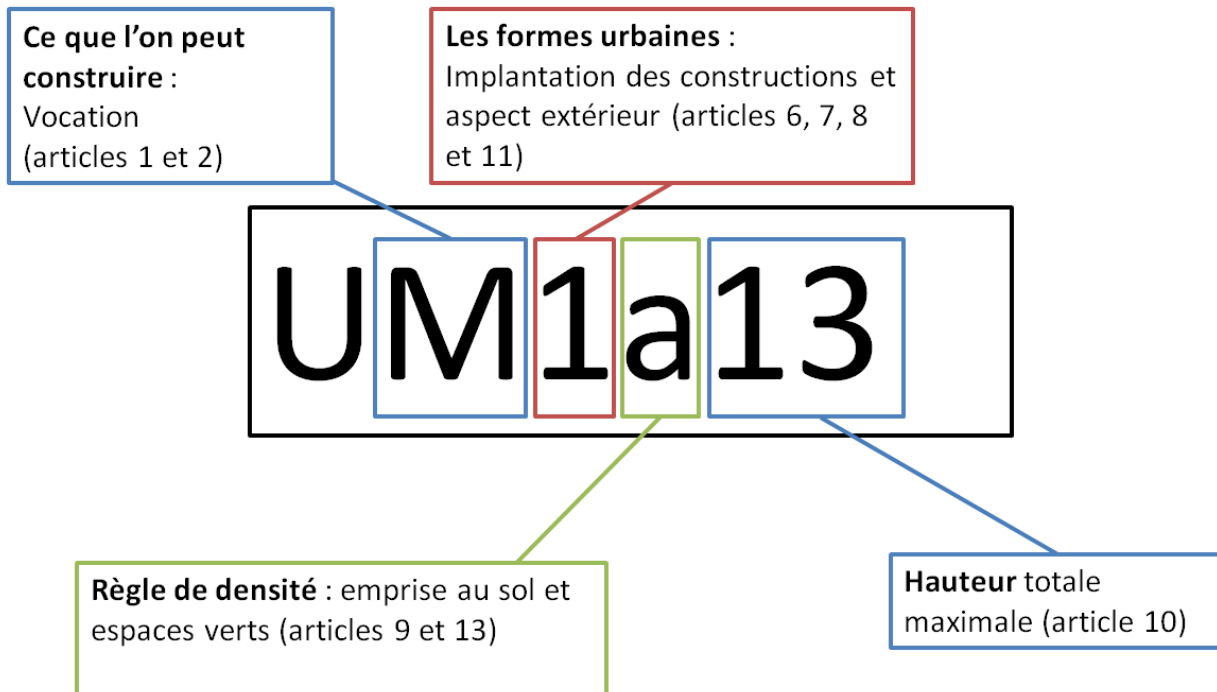 Ce que l’on peut
construire :
Vocation
(articles 1 et 2)
Les formes urbaines :
Implantation des constructions et
aspect extérieur (articles 6, 7, 8
et 11)
UM1a13
Règle de densité : emprise au sol et
espaces verts (articles 9 et 13)
Hauteur totale
maximale (article 10)